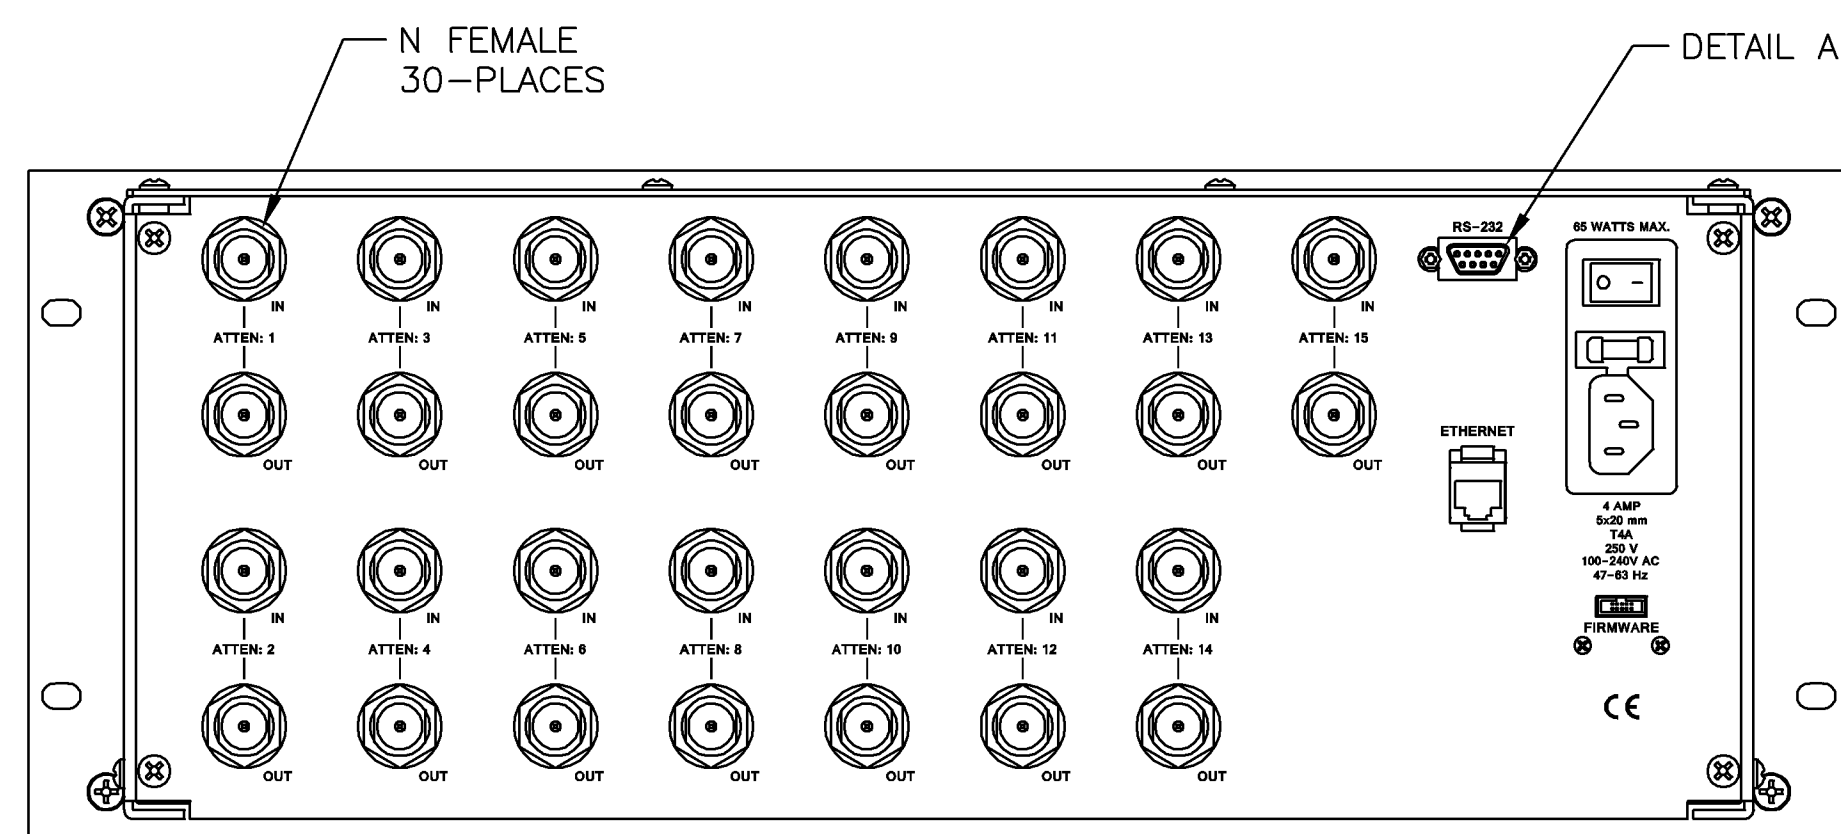 N FEMALE
30-PLACES
DETAIL A
RS-232
65 WATTS MAX.
IN IN IN IN IN IN IN IN
ATTEN: 1 ATTEN: 3 ATTEN: 5 ATTEN: 7 ATTEN: 9 ATTEN: 11 ATTEN: 13 ATTEN: 15
OUT OUT OUT OUT OUT OUT OUT OUT
ETHERNET
4 AMP
5x20 mm
T4A
250 V
100-240V AC
47-63 Hz
IN IN IN IN IN IN IN
FIRMWARE
ATTEN: 2 ATTEN: 4 ATTEN: 6 ATTEN: 8 ATTEN: 10 ATTEN: 12 ATTEN: 14
CE
OUT OUT OUT OUT OUT OUT OUT